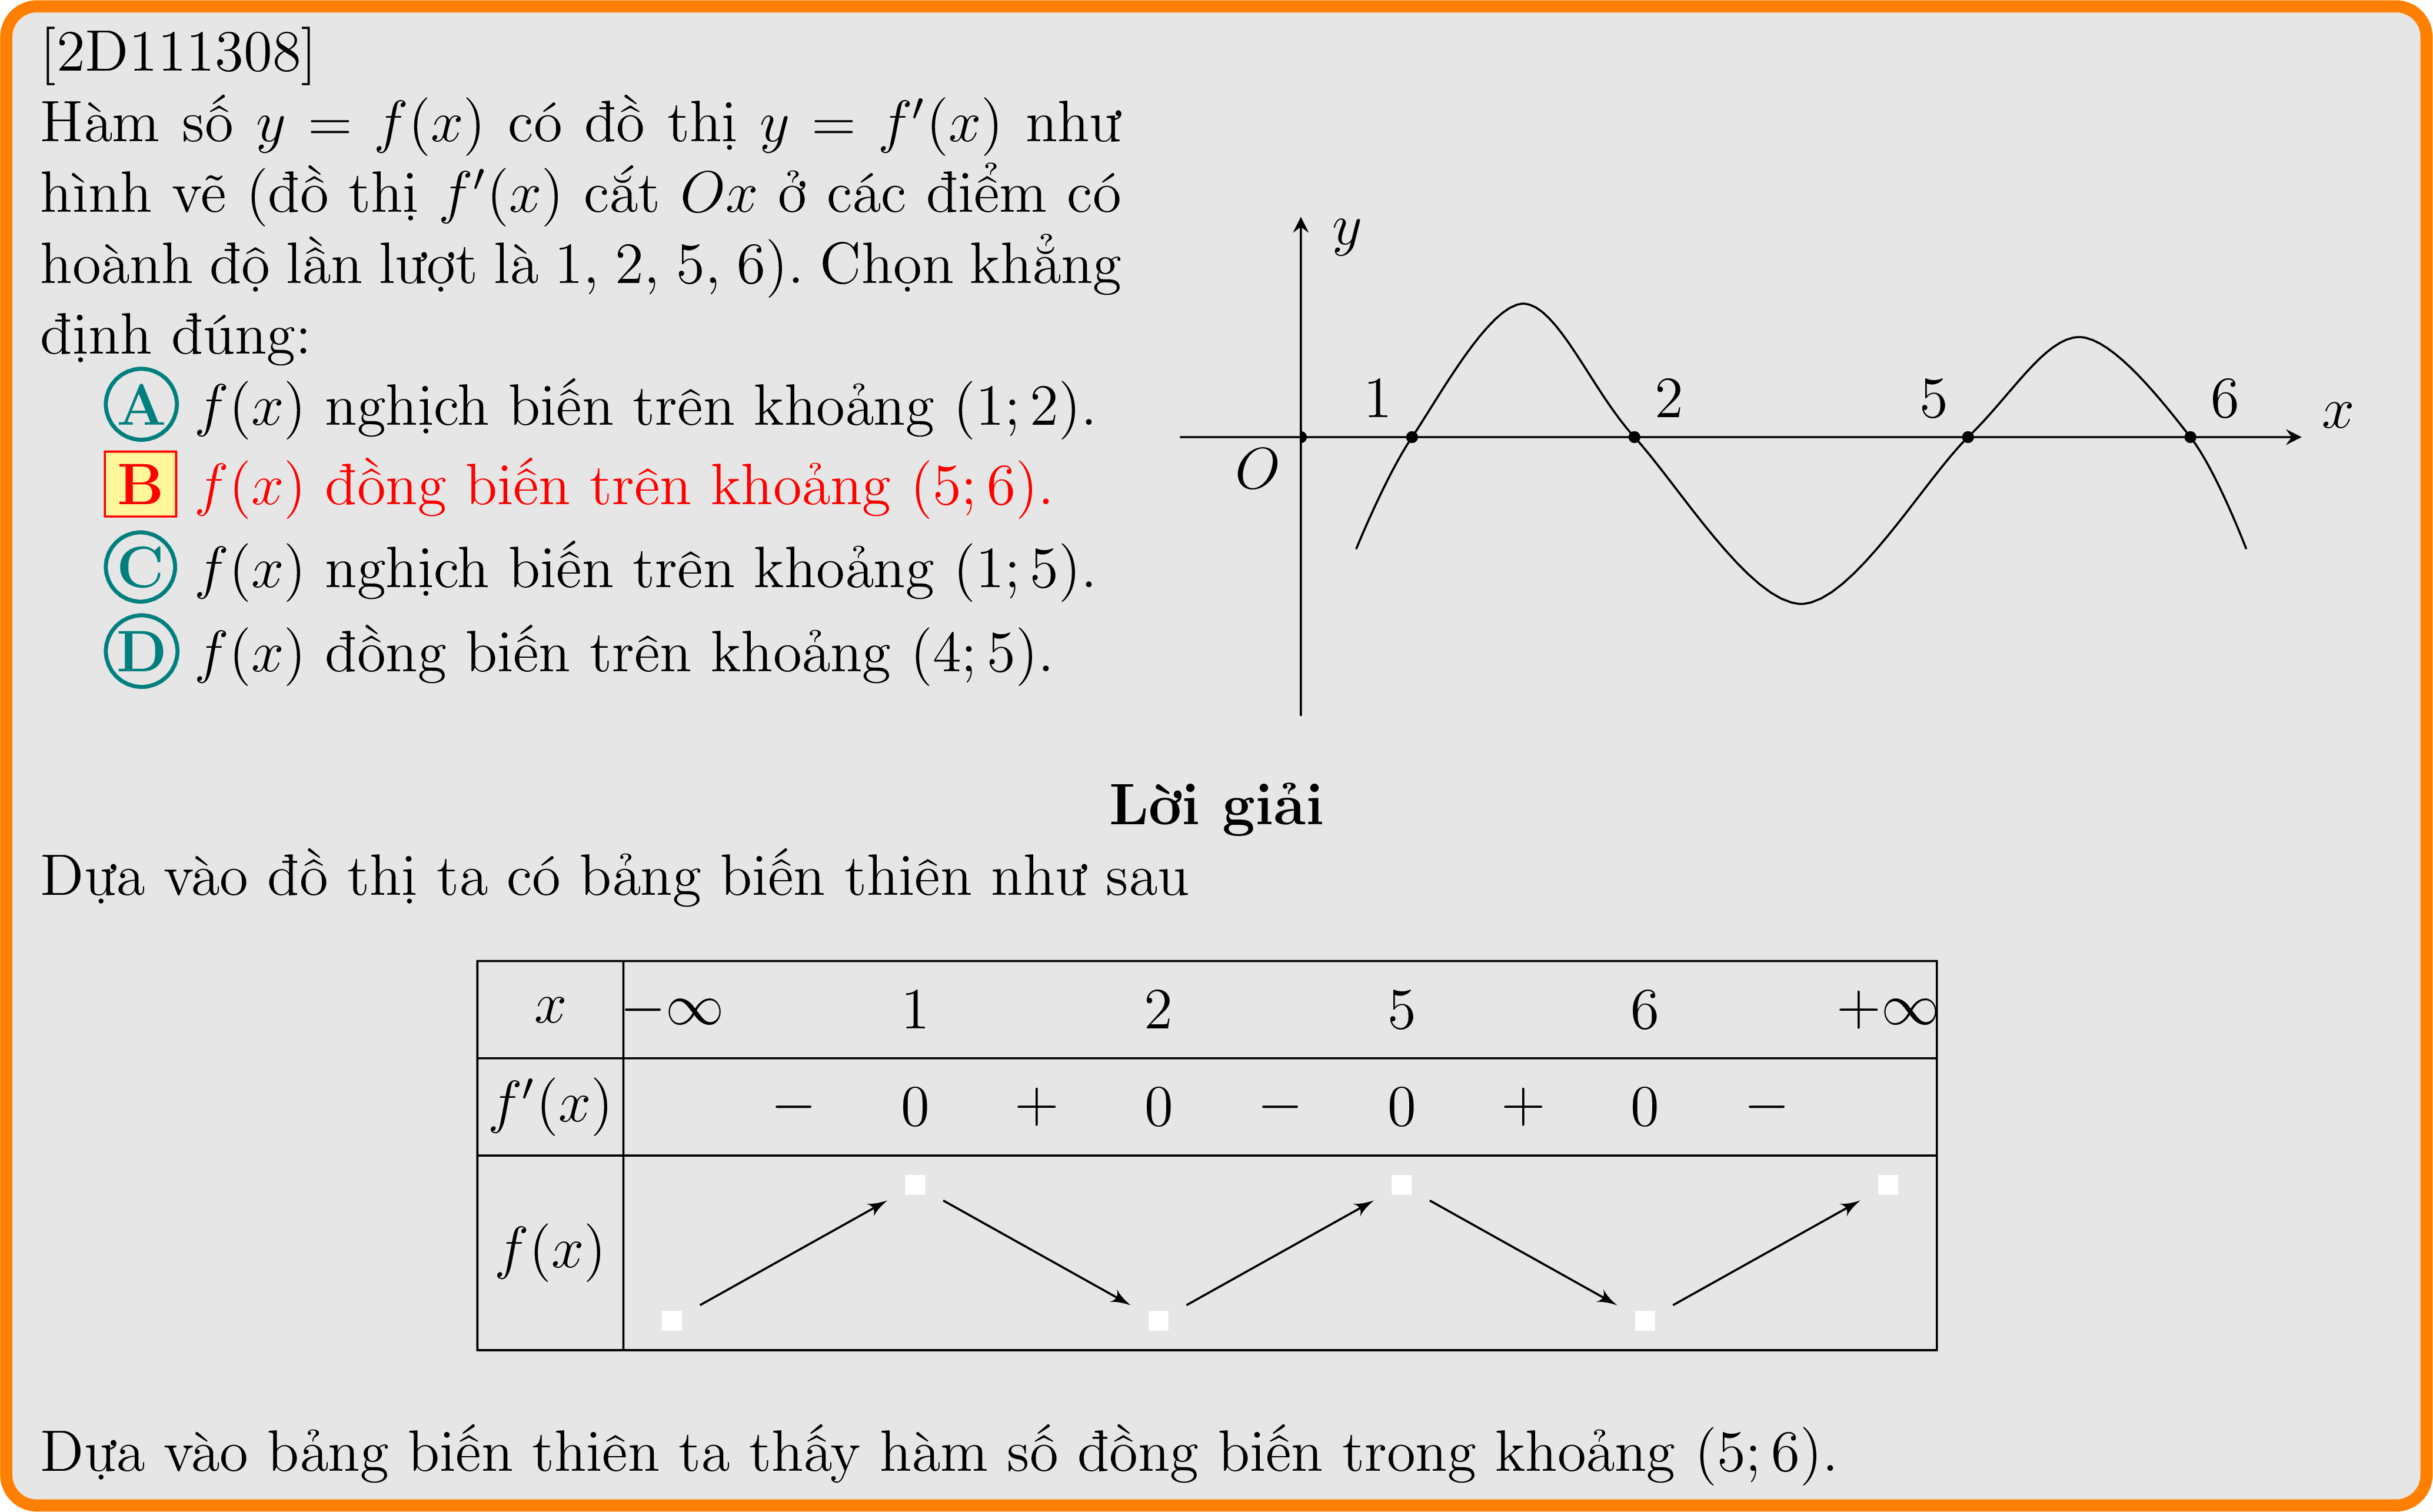 [2D111308]
Hàm số y = f(x) có đồ thị y = f′(x) như
hình vẽ (đồ thị f′(x) cắt Ox ở các điểm có
hoành độ lần lượt là 1, 2, 5, 6). Chọn khẳng
định đúng:
A f(x) nghịch biến trên khoảng (1; 2).
B f(x) đồng biến trên khoảng (5; 6).
C f(x) nghịch biến trên khoảng (1; 5).
D f(x) đồng biến trên khoảng (4; 5).
y
1 2 5 6 x
O
Lời giải
Dựa vào đồ thị ta có bảng biến thiên như sau
x −∞ 1 2 5 6 +∞
f′(x) − 0 + 0 − 0 + 0 −
f(x)
Dựa vào bảng biến thiên ta thấy hàm số đồng biến trong khoảng (5; 6).